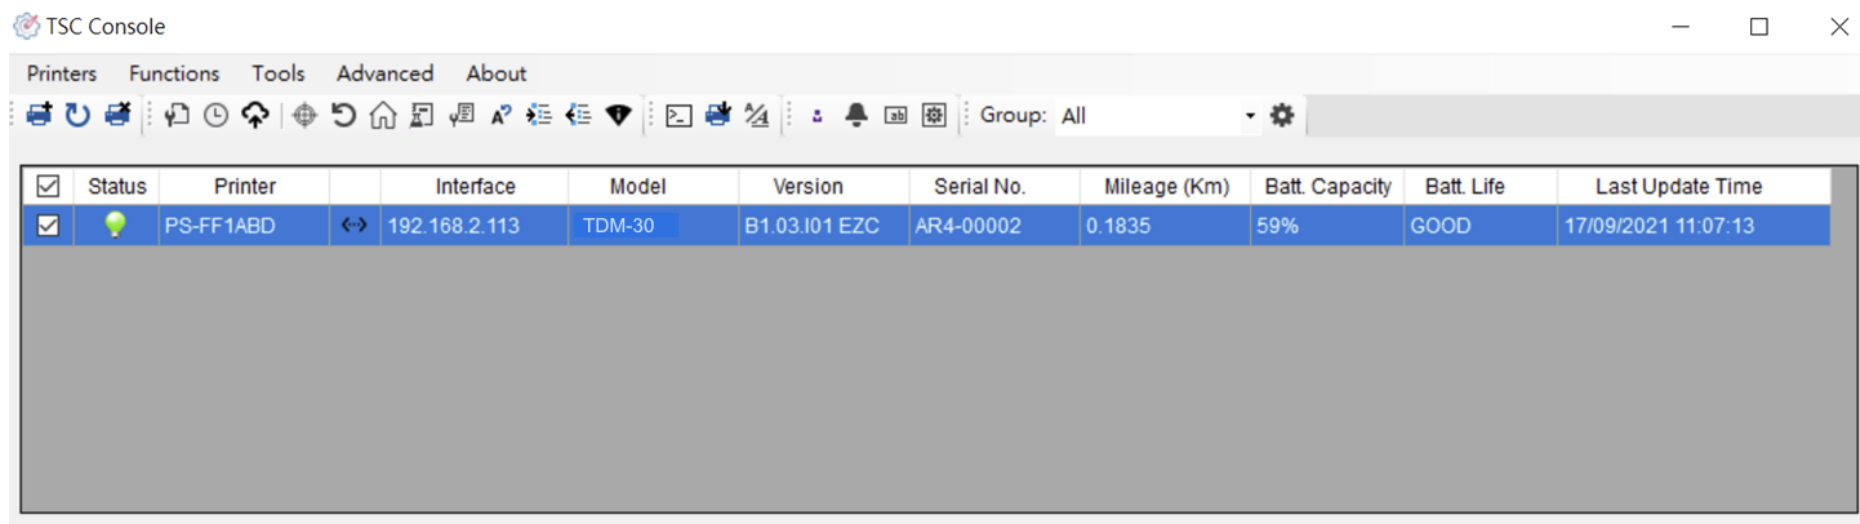 TSC Console
Printers Functions Tools Advanced About
Group: All
Status Printer Interface Model Version Serial No. Mileage (Km) Batt. Capacity Batt. Life Last Update Time
PS-FF1ABD 192.168.2.113 TDM-30 B1.03.I01 EZC AR4-00002 0.1835 59% GOOD 17/09/2021 11:07:13